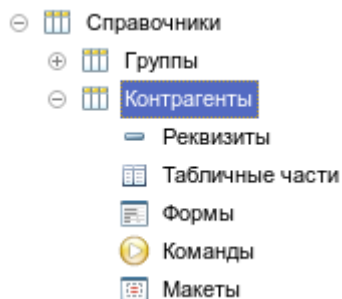 Справочники
Группы
Контрагенты
Реквизиты
Табличные части
Формы
Команды
Макеты